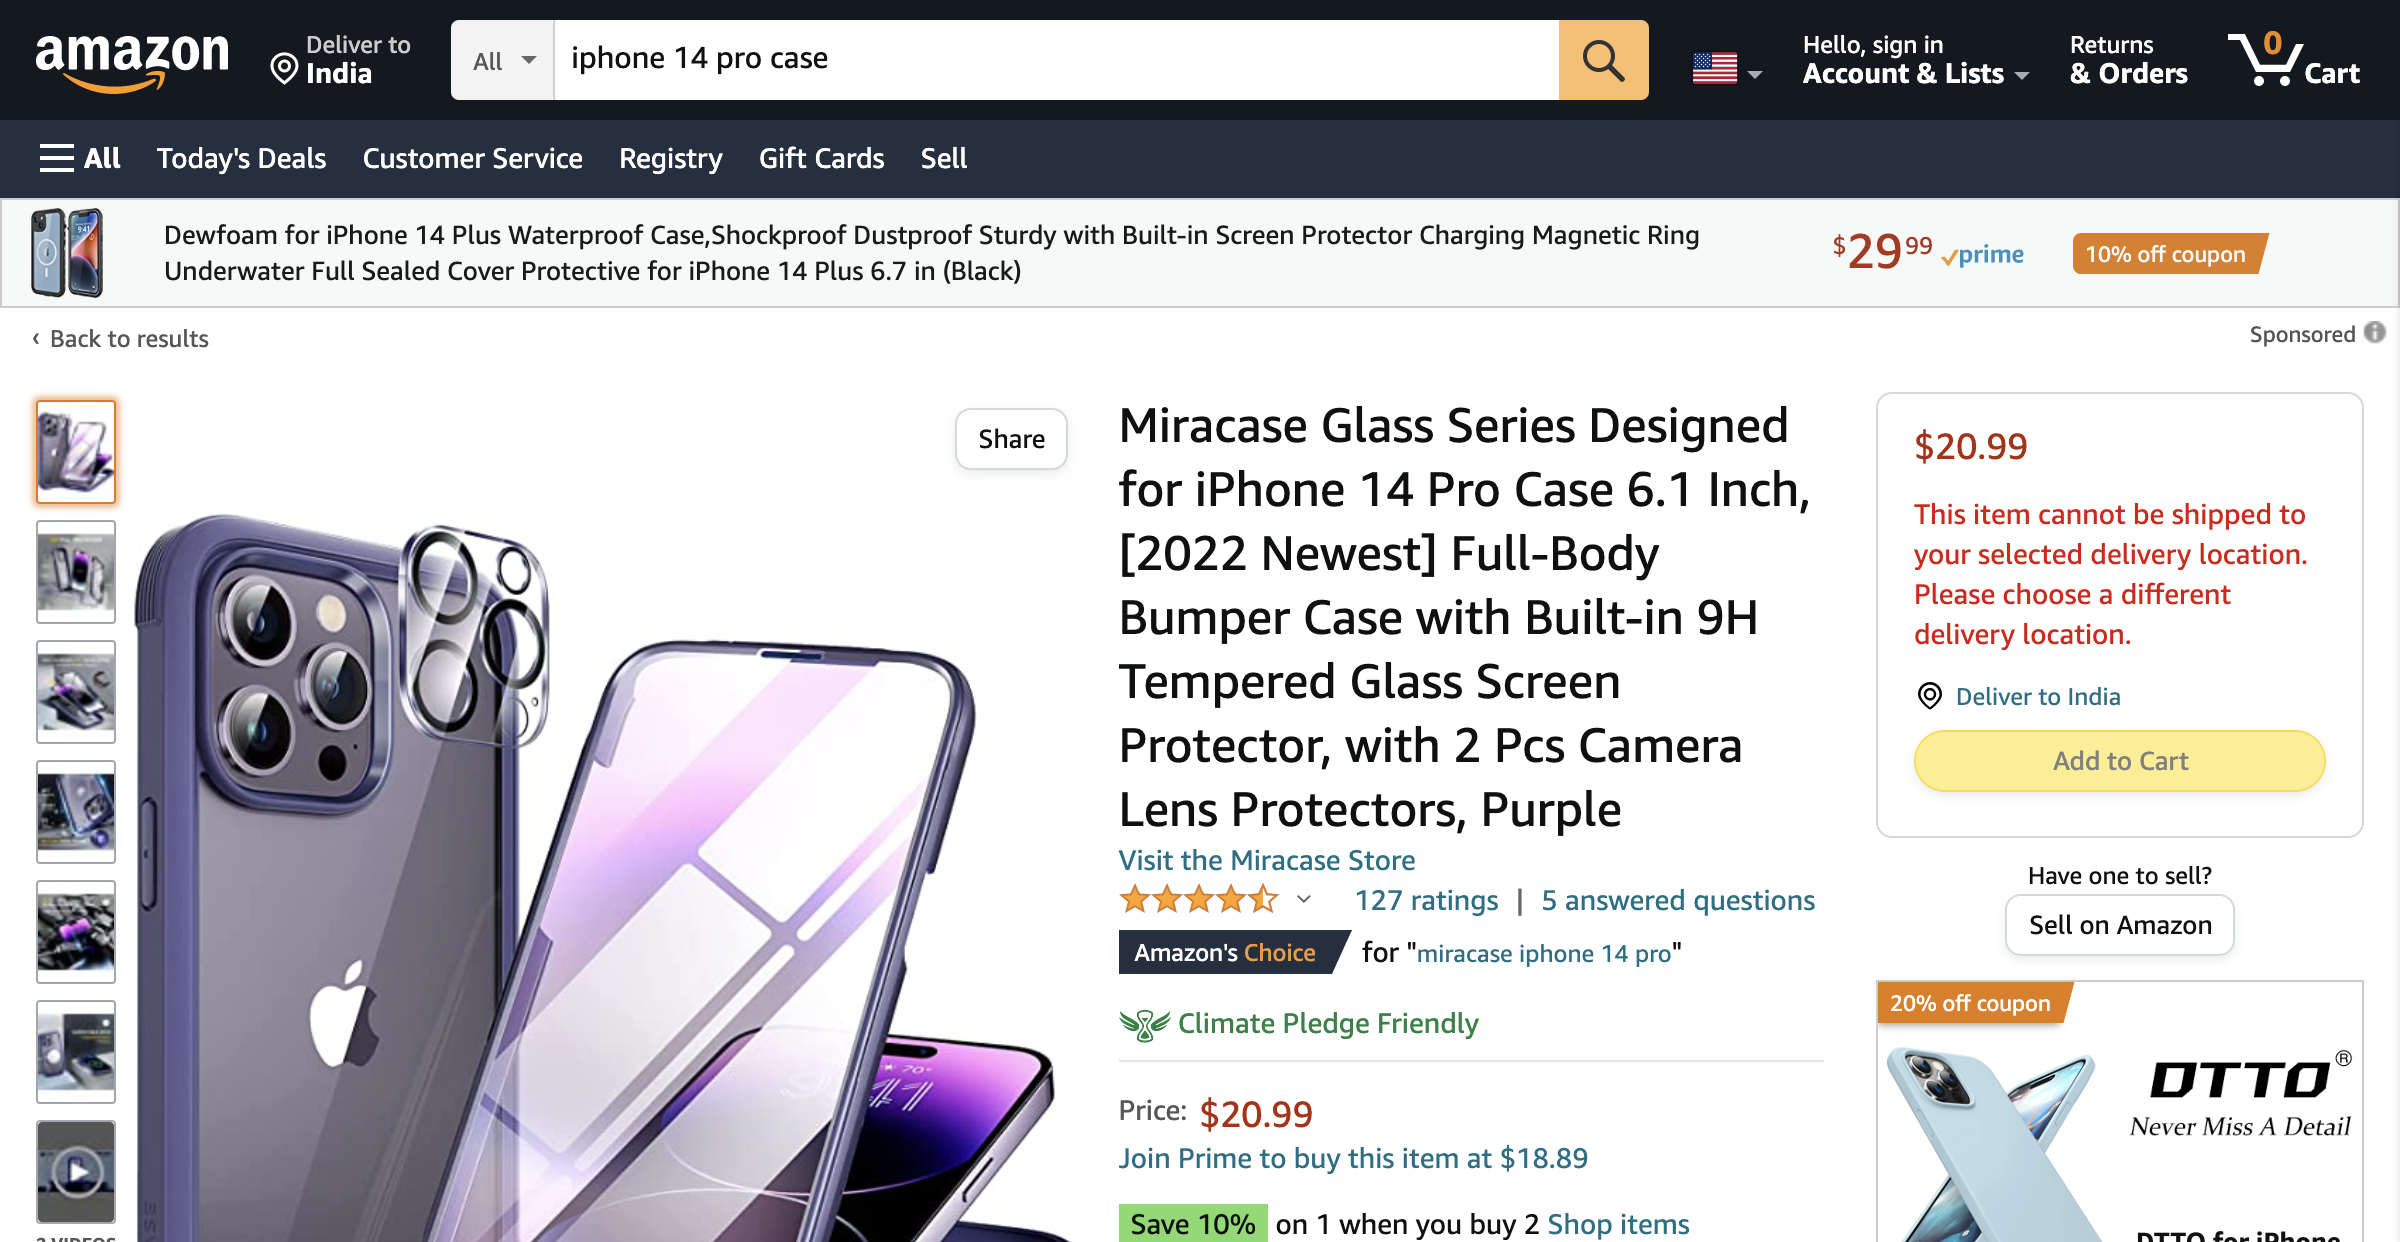 amazon
Deliver to
India
All
iphone 14 pro case
Hello, sign in
Account & Lists
Returns
& Orders
0
Cart
All
Today's Deals
Customer Service
Registry
Gift Cards
Sell
Dewfoam for iPhone 14 Plus Waterproof Case,Shockproof Dustproof Sturdy with Built-in Screen Protector Charging Magnetic Ring
Underwater Full Sealed Cover Protective for iPhone 14 Plus 6.7 in (Black)
$29 99
prime
10% off coupon
‹ Back to results
Sponsored
Share
Miracase Glass Series Designed
for iPhone 14 Pro Case 6.1 Inch,
[2022 Newest] Full-Body
Bumper Case with Built-in 9H
Tempered Glass Screen
Protector, with 2 Pcs Camera
Lens Protectors, Purple
Visit the Miracase Store
127 ratings | 5 answered questions
Amazon's Choice for "miracase iphone 14 pro"
Climate Pledge Friendly
Price: $20.99
Join Prime to buy this item at $18.89
Save 10% on 1 when you buy 2 Shop items
$20.99
This item cannot be shipped to
your selected delivery location.
Please choose a different
delivery location.
Deliver to India
Add to Cart
Have one to sell?
Sell on Amazon
20% off coupon
DTTO®
Never Miss A Detail
DTTO for iPhone